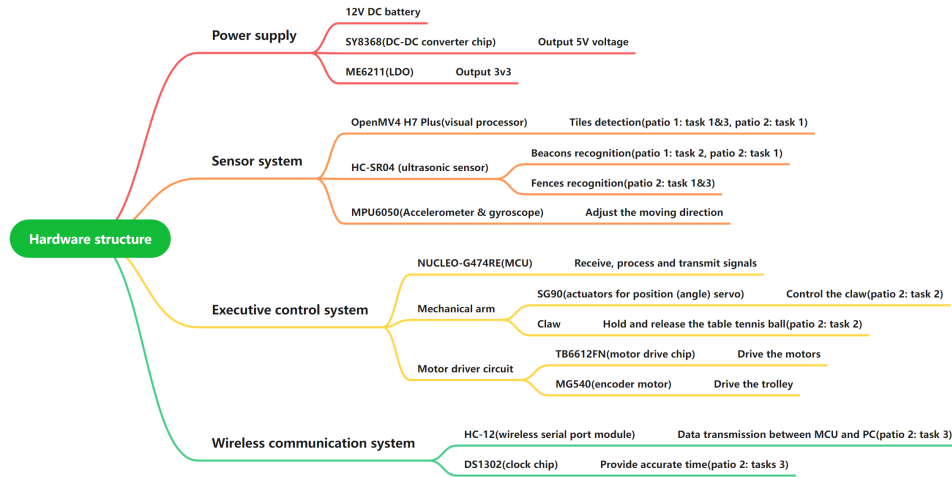 Hardware structure
Power supply
12V DC battery
SY8368(DC-DC converter chip) Output 5V voltage
ME6211(LDO) Output 3v3
Sensor system
OpenMV4 H7 Plus(visual processor) Tiles detection(patio 1: task 1&3, patio 2: task 1)
HC-SR04 (ultrasonic sensor)
Beacons recognition(patio 1: task 2, patio 2: task 1)
Fences recognition(patio 2: task 1&3)
MPU6050(Accelerometer & gyroscope) Adjust the moving direction
Executive control system
NUCLEO-G474RE(MCU) Receive, process and transmit signals
Mechanical arm
SG90(actuators for position (angle) servo) Control the claw(patio 2: task 2)
Claw Hold and release the table tennis ball(patio 2: task 2)
Motor driver circuit
TB6612FN(motor drive chip) Drive the motors
MG540(encoder motor) Drive the trolley
Wireless communication system
HC-12(wireless serial port module) Data transmission between MCU and PC(patio 2: task 3)
DS1302(clock chip) Provide accurate time(patio 2: tasks 3)